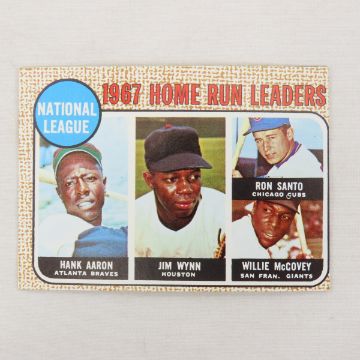 1967 HOME RUN LEADERS
NATIONAL
LEAGUE
HANK AARON
ATLANTA BRAVES
JIM WYNN
HOUSTON
RON SANTO
CHICAGO CUBS
WILLIE McCOVEY
SAN FRAN. GIANTS